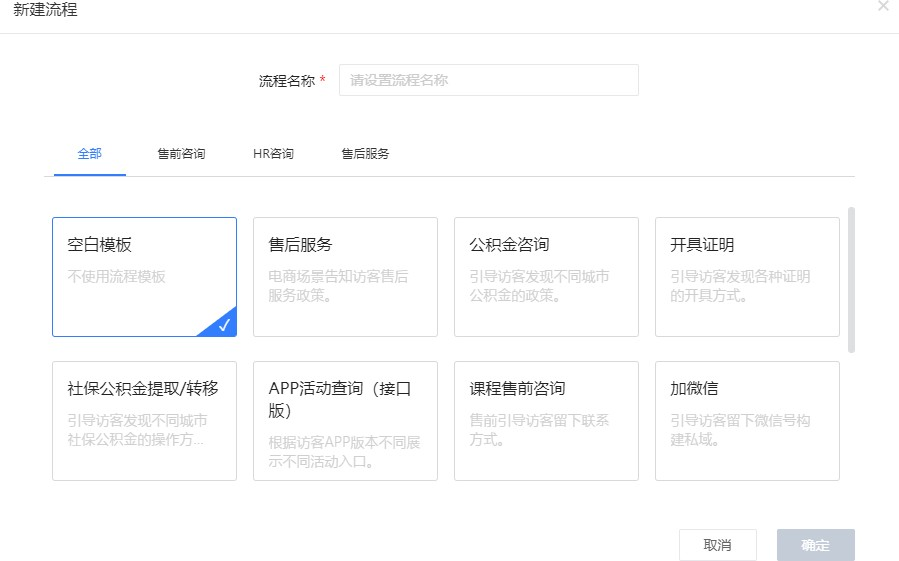 新建流程
流程名称 *
请设置流程名称
全部
售前咨询
HR咨询
售后服务
空白模板
不使用流程模板
售后服务
电商场景告知访客售后
服务政策。
公积金咨询
引导访客发现不同城市
公积金的政策。
开具证明
引导访客发现各种证明
的开具方式。
社保公积金提取/转移
引导访客发现不同城市
社保公积金的操作方...
APP活动查询（接口
版）
根据访客APP版本不同展
示不同活动入口。
课程售前咨询
售前引导访客留下联系
方式。
加微信
引导访客留下微信号构
建私域。
取消
确定